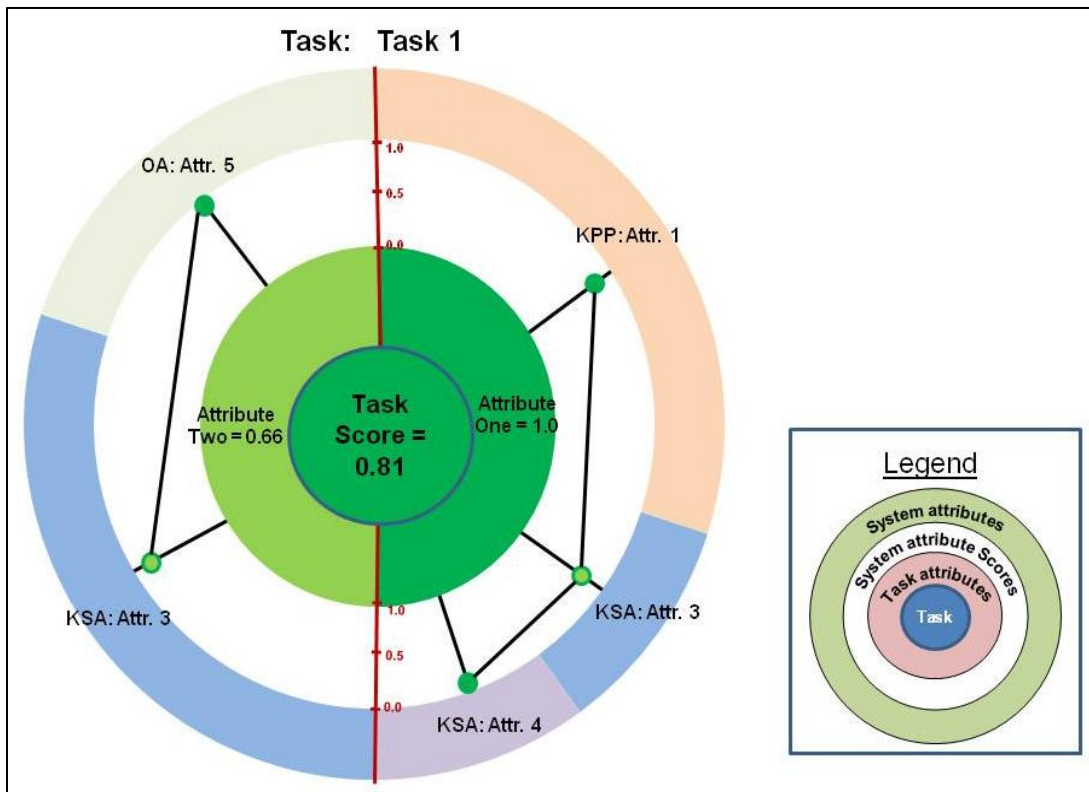 Task: Task 1
1.0
0.5
0.0
OA: Attr. 5
KPP: Attr. 1
Attribute
Two = 0.66
Task
Score =
0.81
Attribute
One = 1.0
KSA: Attr. 3
KSA: Attr. 3
1.0
0.5
0.0
KSA: Attr. 4
Legend
System attributes
System attribute Scores
Task attributes
Task